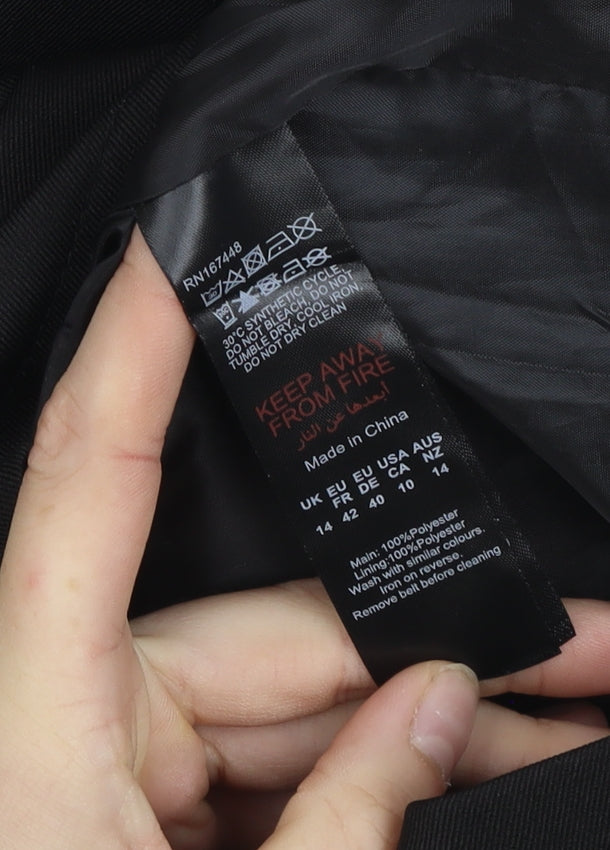 RN167448
30°C SYNTHETIC CYCLE,
DO NOT BLEACH, DO NOT
TUMBLE DRY, COOL IRON,
DO NOT DRY CLEAN
KEEP AWAY
FROM FIRE
أبعدها عن النار
Made in China
UK EU EU USA AUS
FR DE CA NZ
14 42 40 10 14
Main: 100%Polyester
Lining:100%Polyester
Wash with similar colours.
Iron on reverse.
Remove belt before cleaning